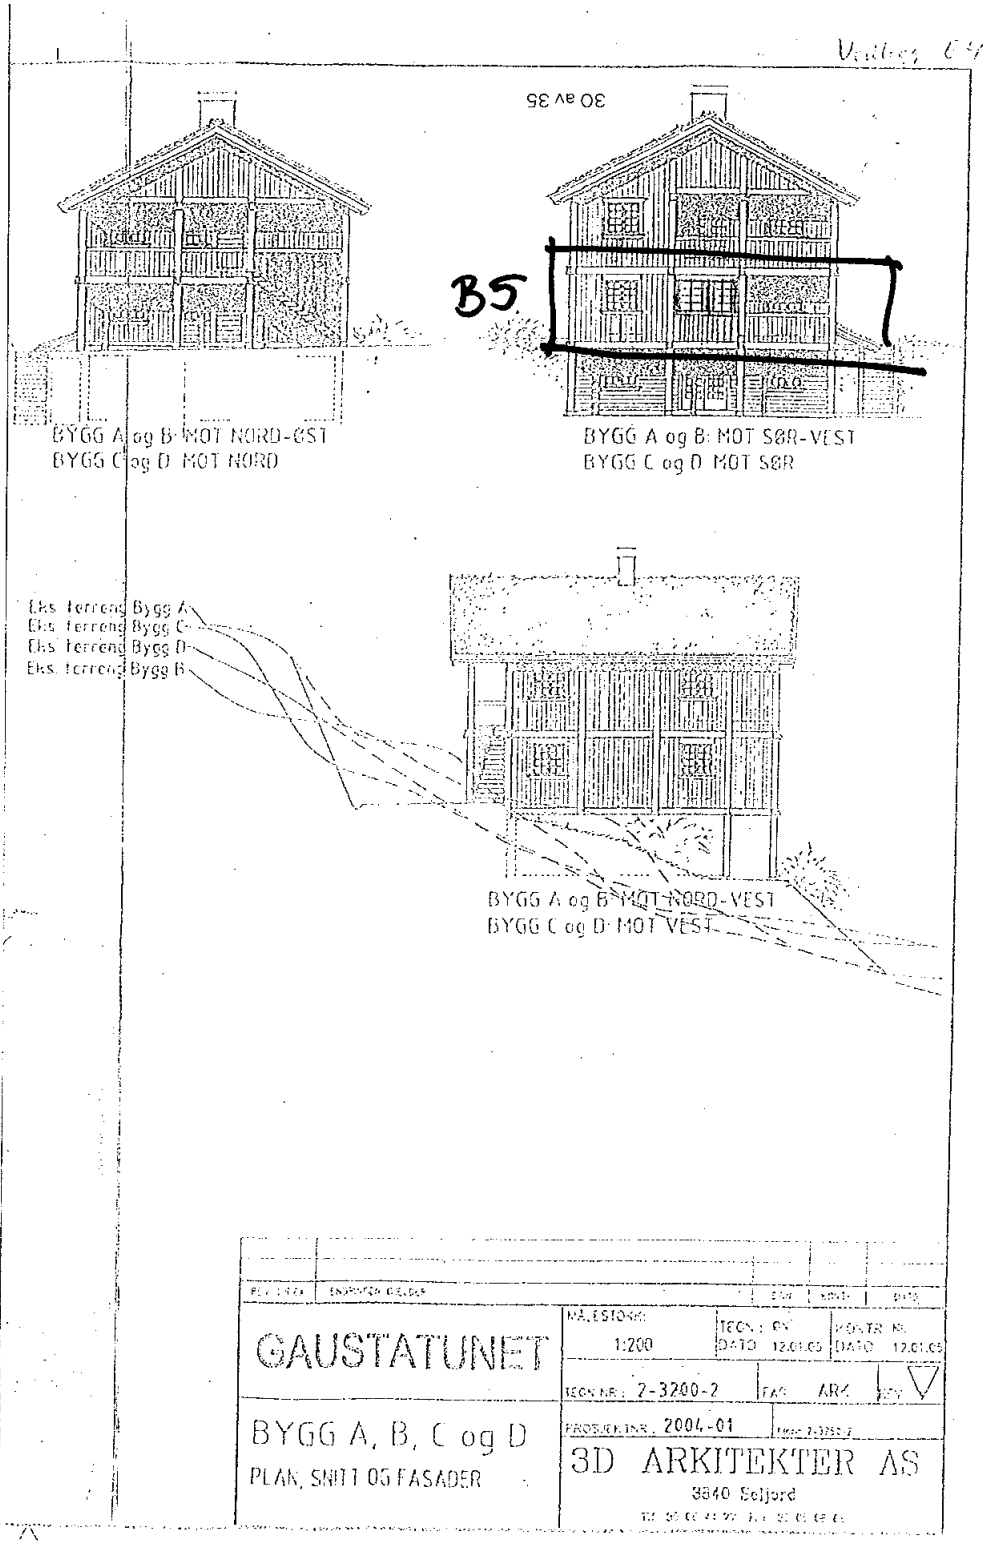 30 av 35
B5
BYGG A og B: MOT NORD-ØST
BYGG C og D: MOT NORD
BYGG A og B: MOT SØR-VEST
BYGG C og D: MOT SØR
Eks. terreng Bygg A
Eks. terreng Bygg C
Eks. terreng Bygg D
Eks. terreng Bygg B
BYGG A og B: MOT NORD-VEST
BYGG C og D: MOT VEST
GAUSTATUNET
BYGG A, B, C og D
PLAN, SNITT OG FASADER
MÅLESTOKK:
1:200
TEGN.:
DATO 12.01.05
KONTR.
DATO 12.01.05
TEGN.NR.: 2-3200-2
FAG: ARK
REV.
PROSJEKTNR.: 2004-01
3D ARKITEKTER AS
3840 Seljord